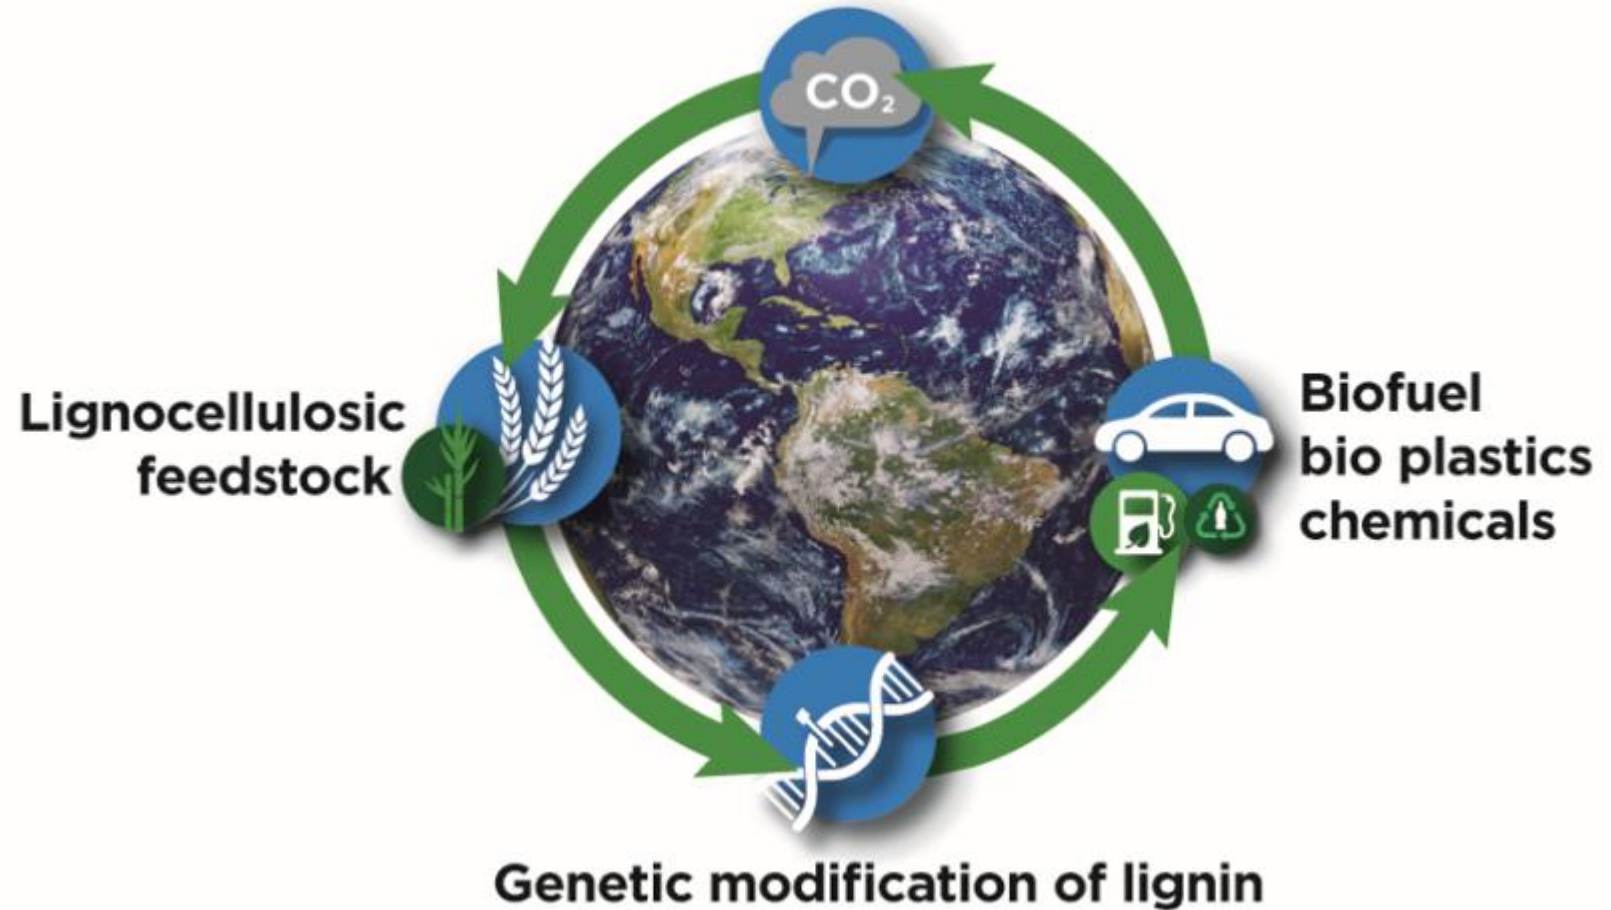 CO₂
Lignocellulosic
feedstock
Biofuel
bio plastics
chemicals
Genetic modification of lignin